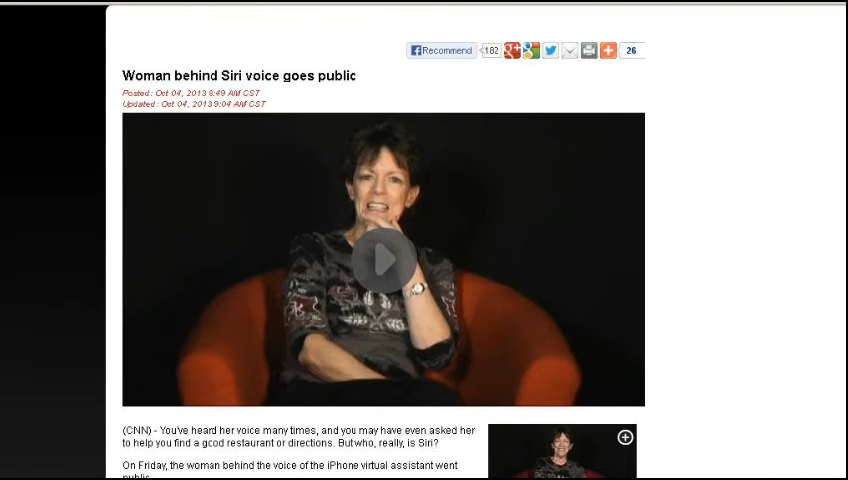 Recommend 182 26
Woman behind Siri voice goes public
Posted: Oct 04, 2013 8:49 AM CST
Updated: Oct 04, 2013 9:04 AM CST
(CNN) - You've heard her voice many times, and you may have even asked her
to help you find a good restaurant or directions. But who, really, is Siri?
On Friday, the woman behind the voice of the iPhone virtual assistant went
public.